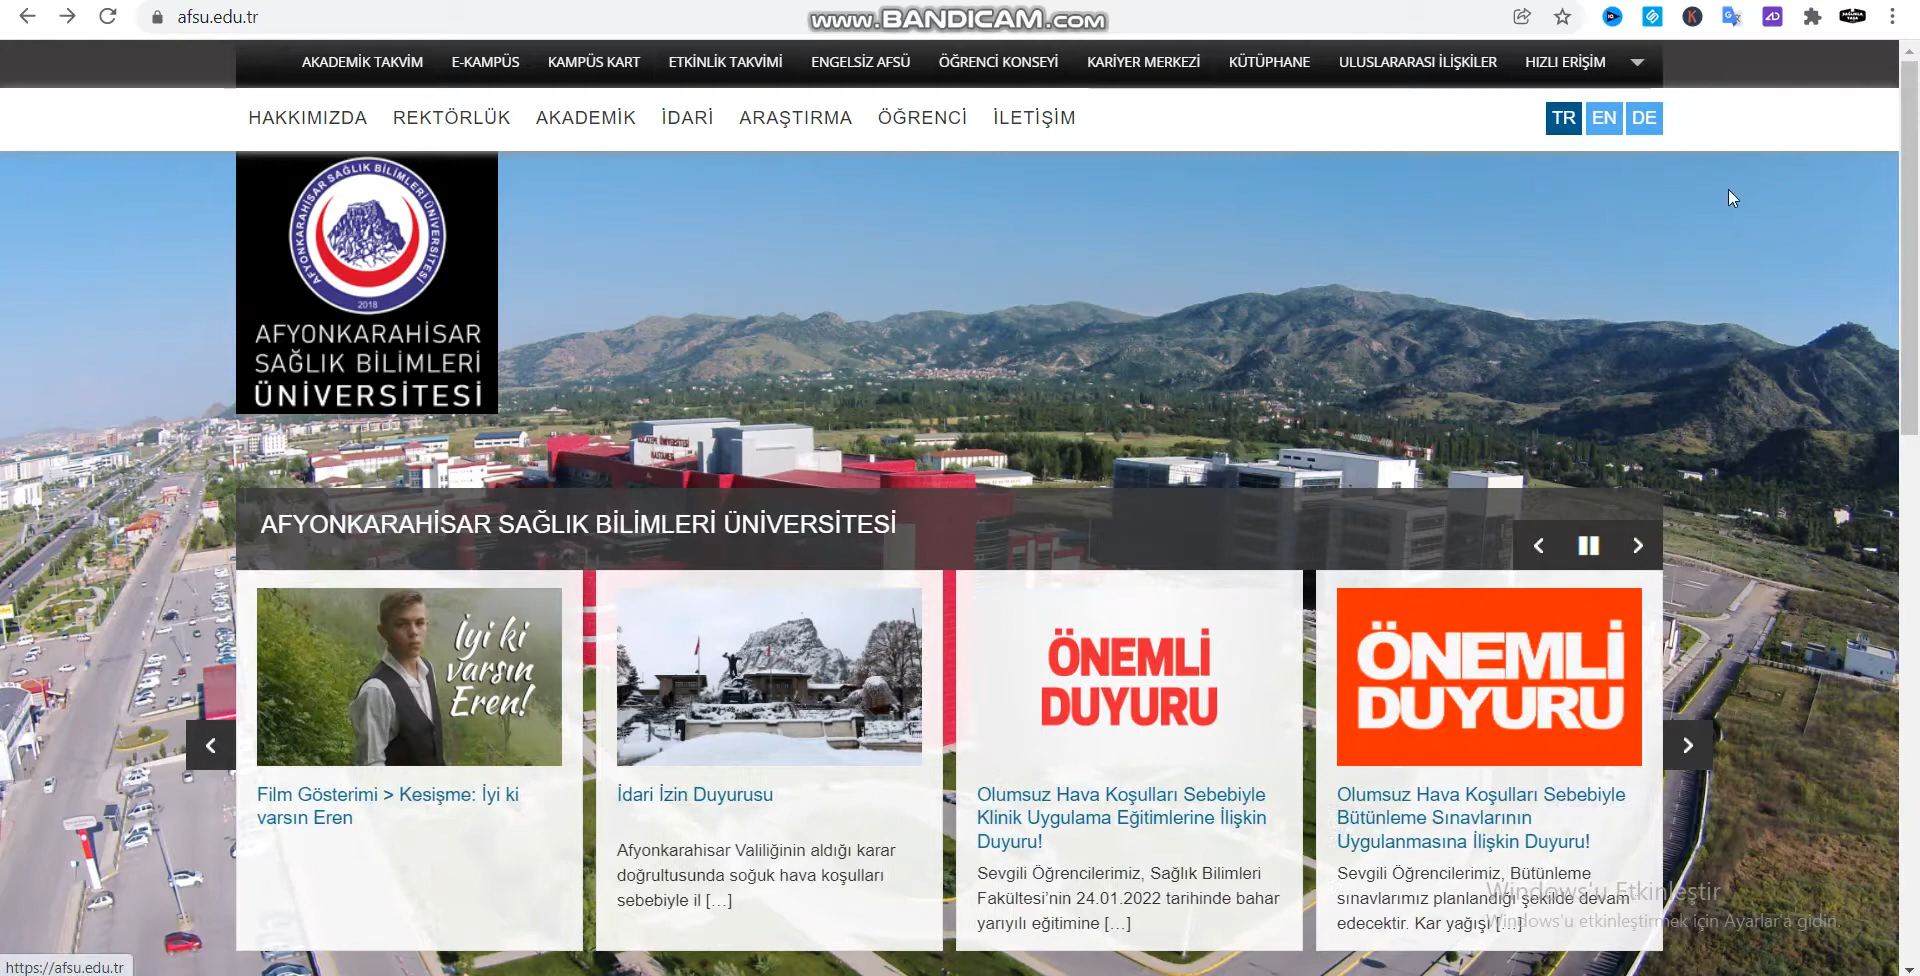 afsu.edu.tr
www.BANDICAM.com
AKADEMİK TAKVİM E-KAMPÜS KAMPÜS KART ETKİNLİK TAKVİMİ ENGELSİZ AFSÜ ÖĞRENCİ KONSEYİ KARİYER MERKEZİ KÜTÜPHANE ULUSLARARASI İLİŞKİLER HIZLI ERİŞİM
HAKKIMIZDA REKTÖRLÜK AKADEMİK İDARİ ARAŞTIRMA ÖĞRENCİ İLETİŞİM
TR EN DE
AFYONKARAHİSAR SAĞLIK BİLİMLERİ ÜNİVERSİTESİ
2018
AFYONKARAHİSAR
SAĞLIK BİLİMLERİ
ÜNİVERSİTESİ
AFYONKARAHİSAR SAĞLIK BİLİMLERİ ÜNİVERSİTESİ
İyi ki
varsın
Eren!
Film Gösterimi > Kesişme: İyi ki
varsın Eren
İdari İzin Duyurusu
Afyonkarahisar Valiliğinin aldığı karar
doğrultusunda soğuk hava koşulları
sebebiyle il […]
ÖNEMLİ
DUYURU
Olumsuz Hava Koşulları Sebebiyle
Klinik Uygulama Eğitimlerine İlişkin
Duyuru!
Sevgili Öğrencilerimiz, Sağlık Bilimleri
Fakültesi'nin 24.01.2022 tarihinde bahar
yarıyılı eğitimine […]
ÖNEMLİ
DUYURU
Olumsuz Hava Koşulları Sebebiyle
Bütünleme Sınavlarının
Uygulanmasına İlişkin Duyuru!
Sevgili Öğrencilerimiz, Bütünleme
sınavlarımız planlandığı şekilde devam
edecektir. Kar yağışı […]
Windows'u Etkinleştir
Windows'u etkinleştirmek için Ayarlar'a gidin.
https://afsu.edu.tr